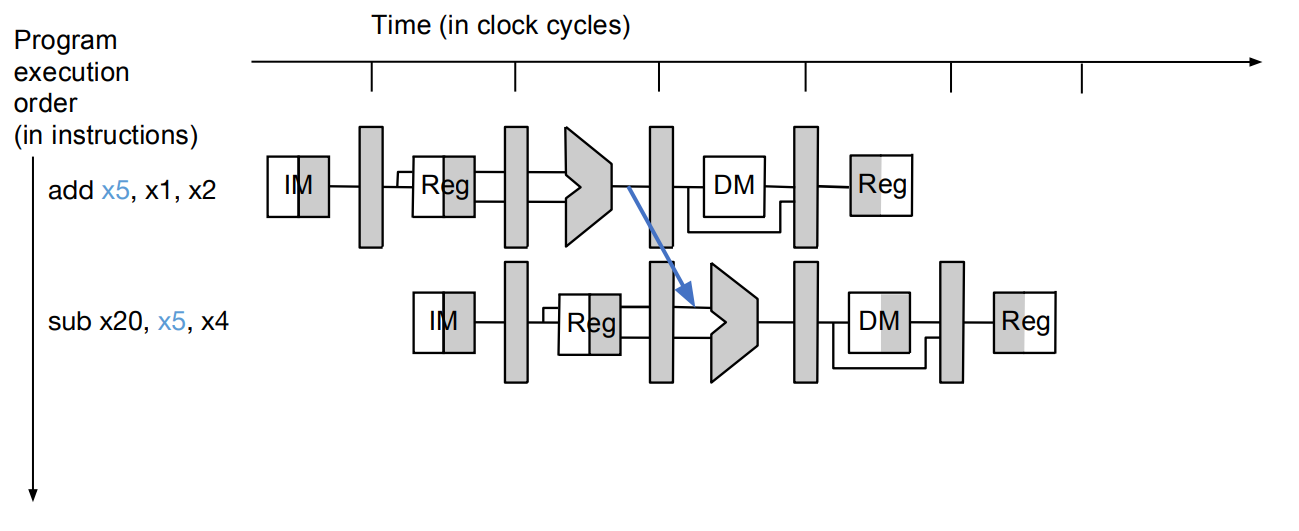 Time (in clock cycles)
Program
execution
order
(in instructions)
add x5, x1, x2
IM
Reg
DM
Reg
sub x20, x5, x4
IM
Reg
DM
Reg